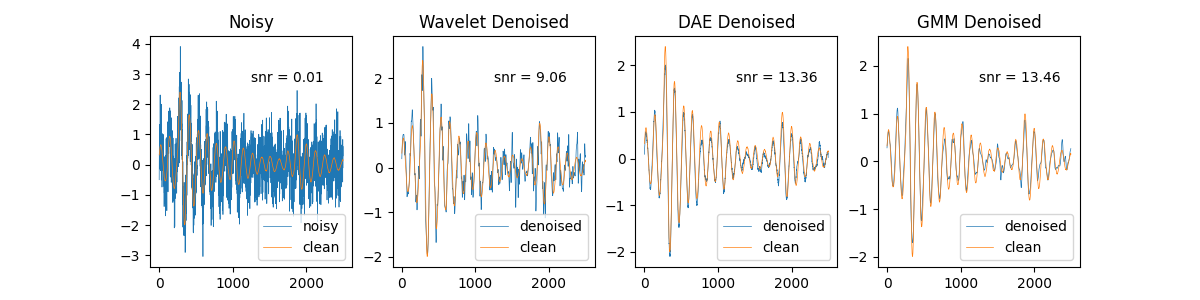 Noisy
4
3
2
1
0
−1
−2
−3
snr = 0.01
noisy
clean
0
1000
2000
Wavelet Denoised
2
1
0
−1
−2
snr = 9.06
denoised
clean
0
1000
2000
DAE Denoised
2
1
0
−1
−2
snr = 13.36
denoised
clean
0
1000
2000
GMM Denoised
2
1
0
−1
−2
snr = 13.46
denoised
clean
0
1000
2000